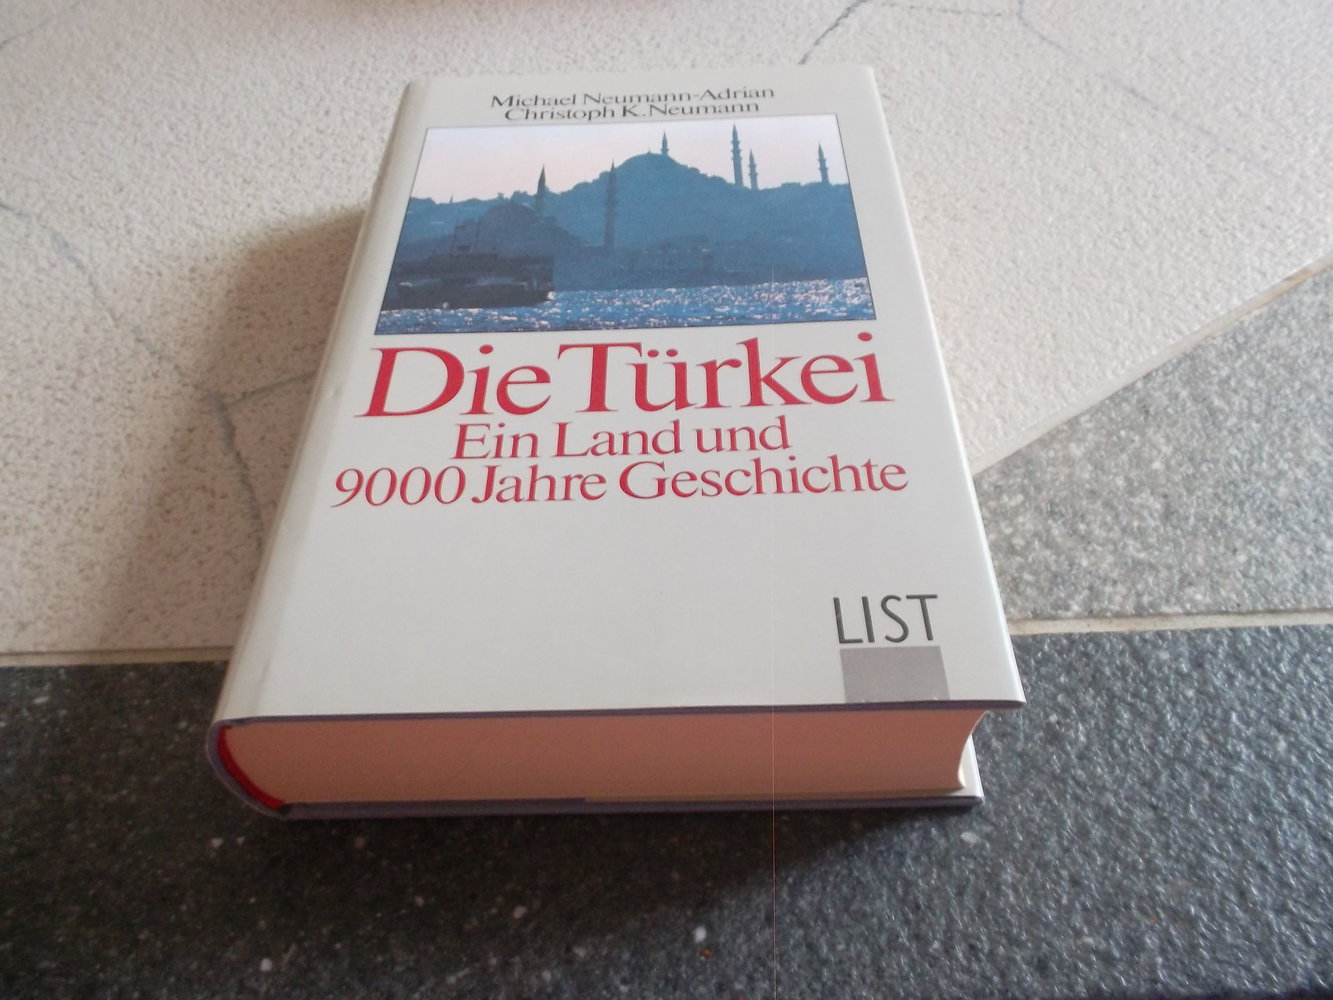 Michael Neumann-Adrian
Christoph K. Neumann
Die Türkei
Ein Land und
9000 Jahre Geschichte
LIST